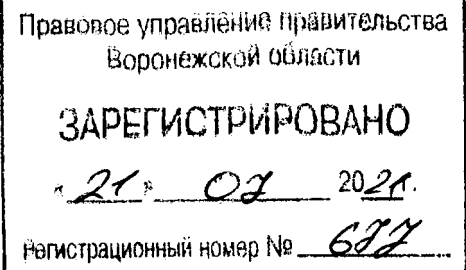 Правовое управление правительства
Воронежской области
ЗАРЕГИСТРИРОВАНО
« 21 » 07 2021.
Регистрационный номер № 677